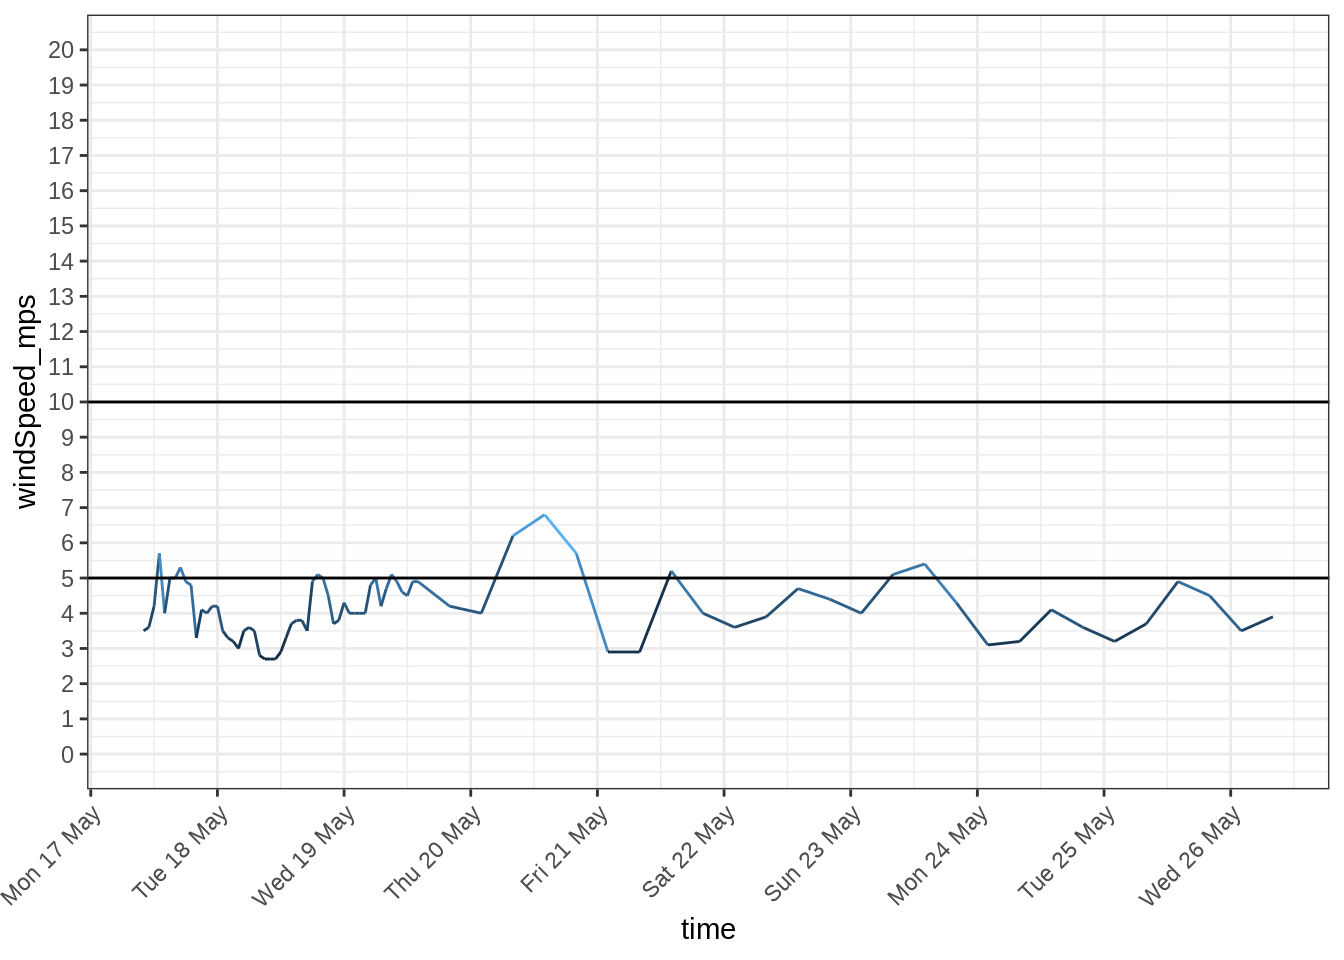 windSpeed_mps
20
19
18
17
16
15
14
13
12
11
10
9
8
7
6
5
4
3
2
1
0
Mon 17 May
Tue 18 May
Wed 19 May
Thu 20 May
Fri 21 May
Sat 22 May
Sun 23 May
Mon 24 May
Tue 25 May
Wed 26 May
time